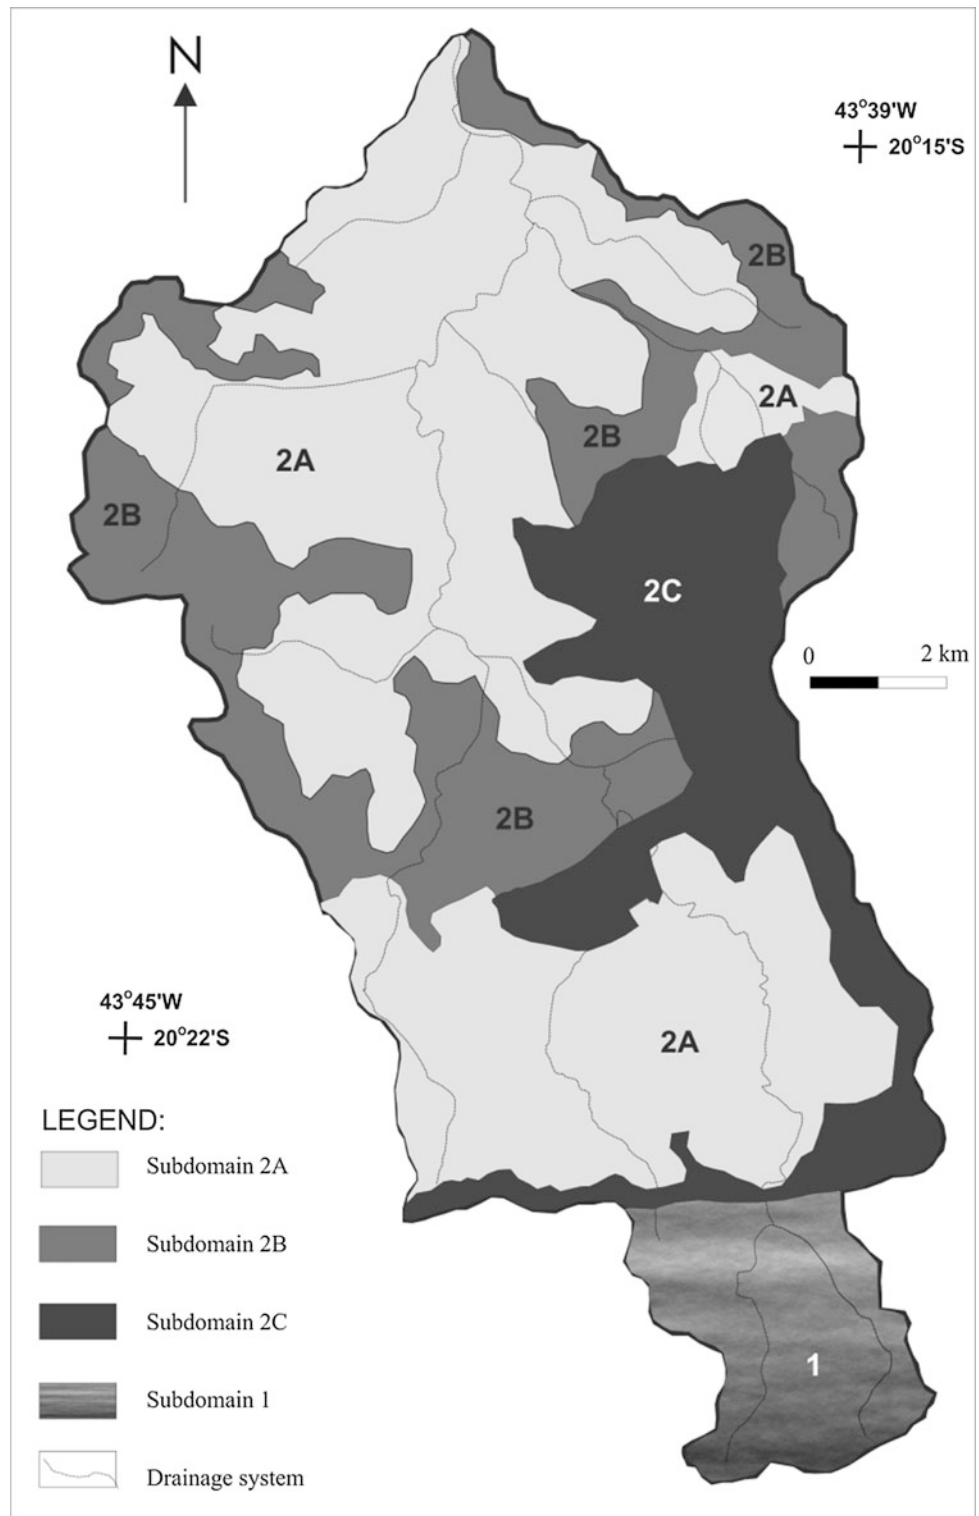 N
43°39'W
20°15'S
2B
2A
2B
2A
2B
2C
0 2 km
2B
43°45'W
20°22'S
2A
LEGEND:
Subdomain 2A
Subdomain 2B
Subdomain 2C
1
Subdomain 1
Drainage system